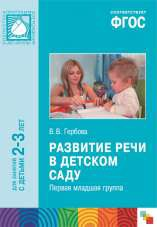 СООТВЕТСТВУЕТ
ФГОС
Для занятий
с детьми 2-3 лет
В. В. Гербова
РАЗВИТИЕ РЕЧИ
В ДЕТСКОМ
САДУ
Первая младшая группа